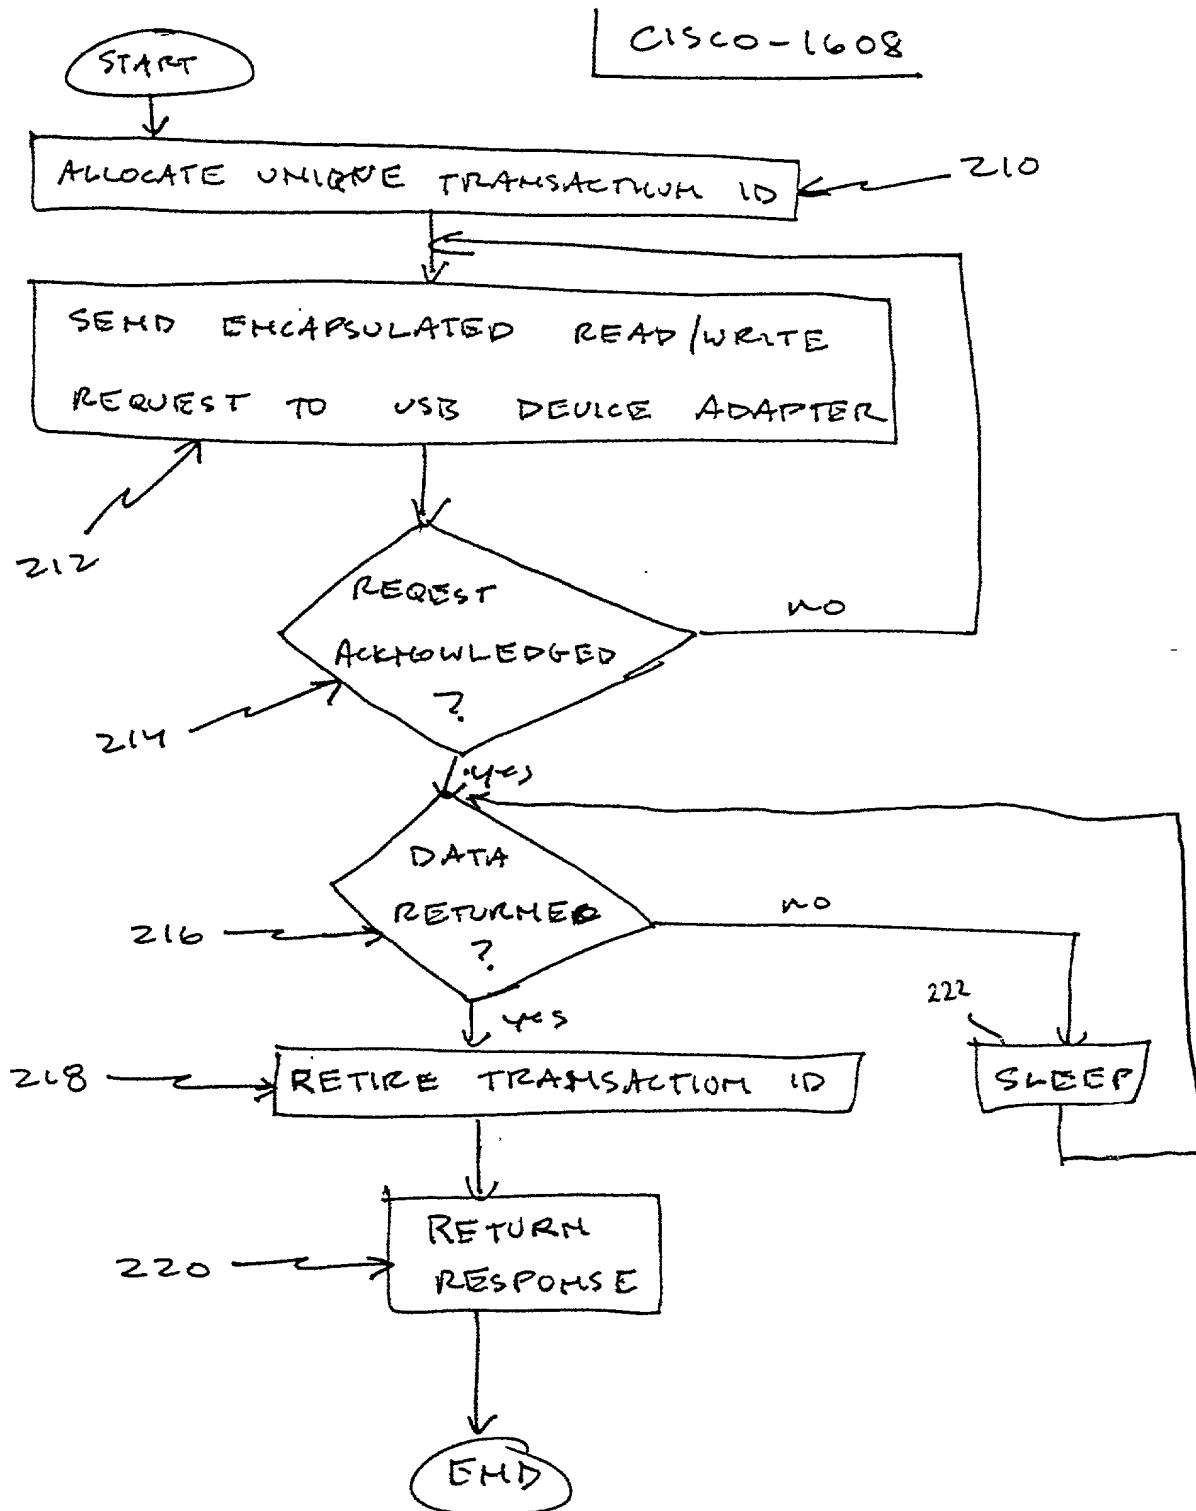 CISCO-1608
START
ALLOCATE UNIQUE TRANSACTION ID
210
SEND ENCAPSULATED READ/WRITE
REQUEST TO USB DEVICE ADAPTER
212
REQEST
ACKNOWLEDGED
?
no
214
yes
DATA
RETURNED
?
no
216
yes
222
218
RETIRE TRANSACTION ID
SLEEP
RETURN
RESPONSE
220
END